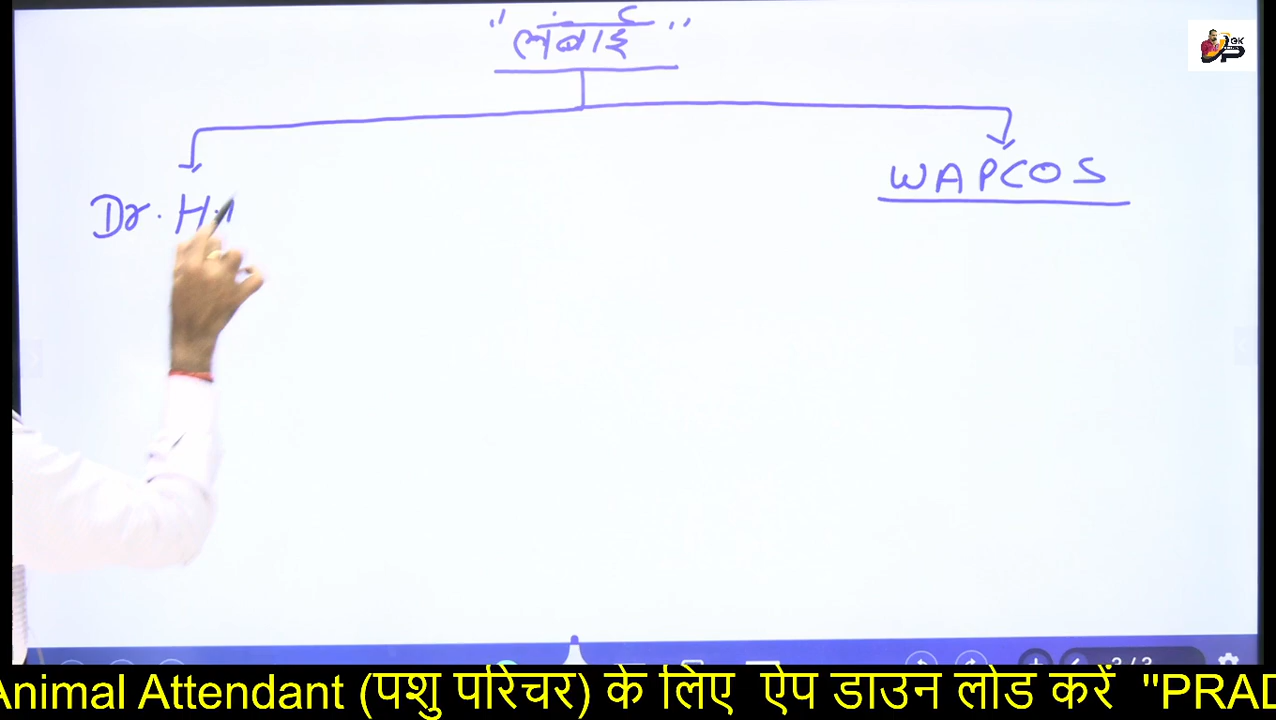 "लंबाई"
WAPCOS
Dr. H.
Animal Attendant (पशु परिचर) के लिए ऐप डाउन लोड करें "PRAD